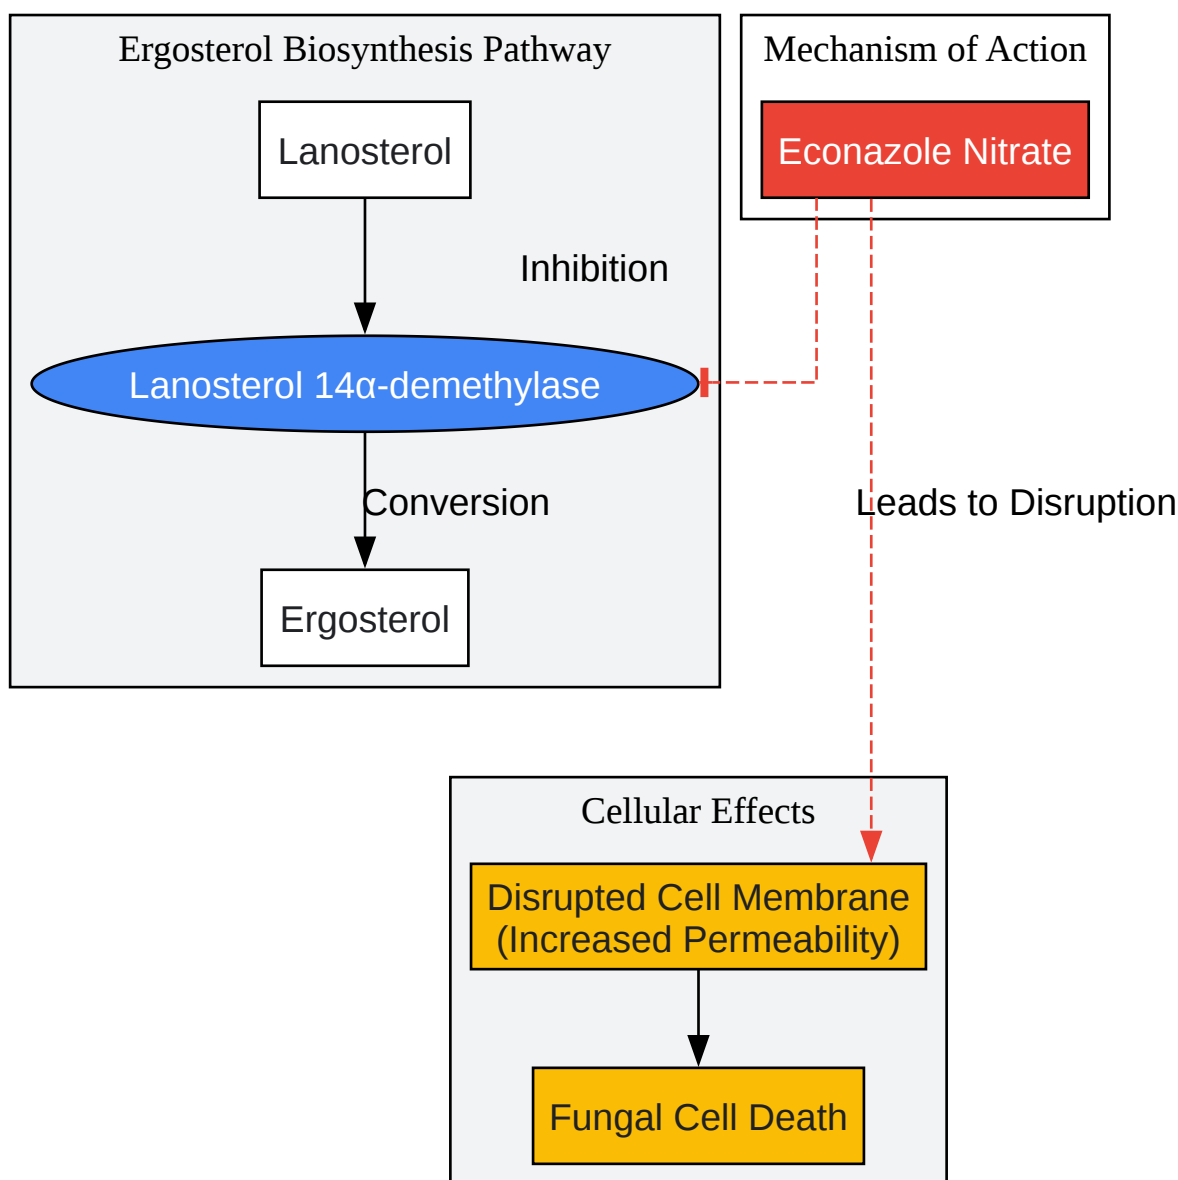 Ergosterol Biosynthesis Pathway
Mechanism of Action
Lanosterol
Econazole Nitrate
Inhibition
Lanosterol 14α-demethylase
Conversion
Leads to Disruption
Ergosterol
Cellular Effects
Disrupted Cell Membrane
(Increased Permeability)
Fungal Cell Death